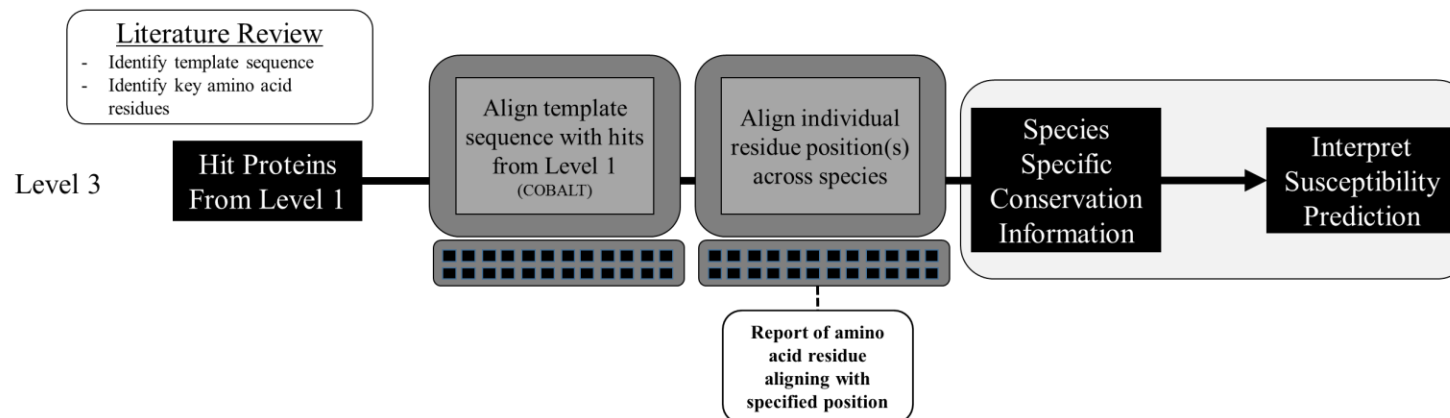 Literature Review
- Identify template sequence
- Identify key amino acid
residues
Level 3
Hit Proteins
From Level 1
Align template
sequence with hits
from Level 1
(COBALT)
Align individual
residue position(s)
across species
Species
Specific
Conservation
Information
Interpret
Susceptibility
Prediction
Report of amino
acid residue
aligning with
specified position